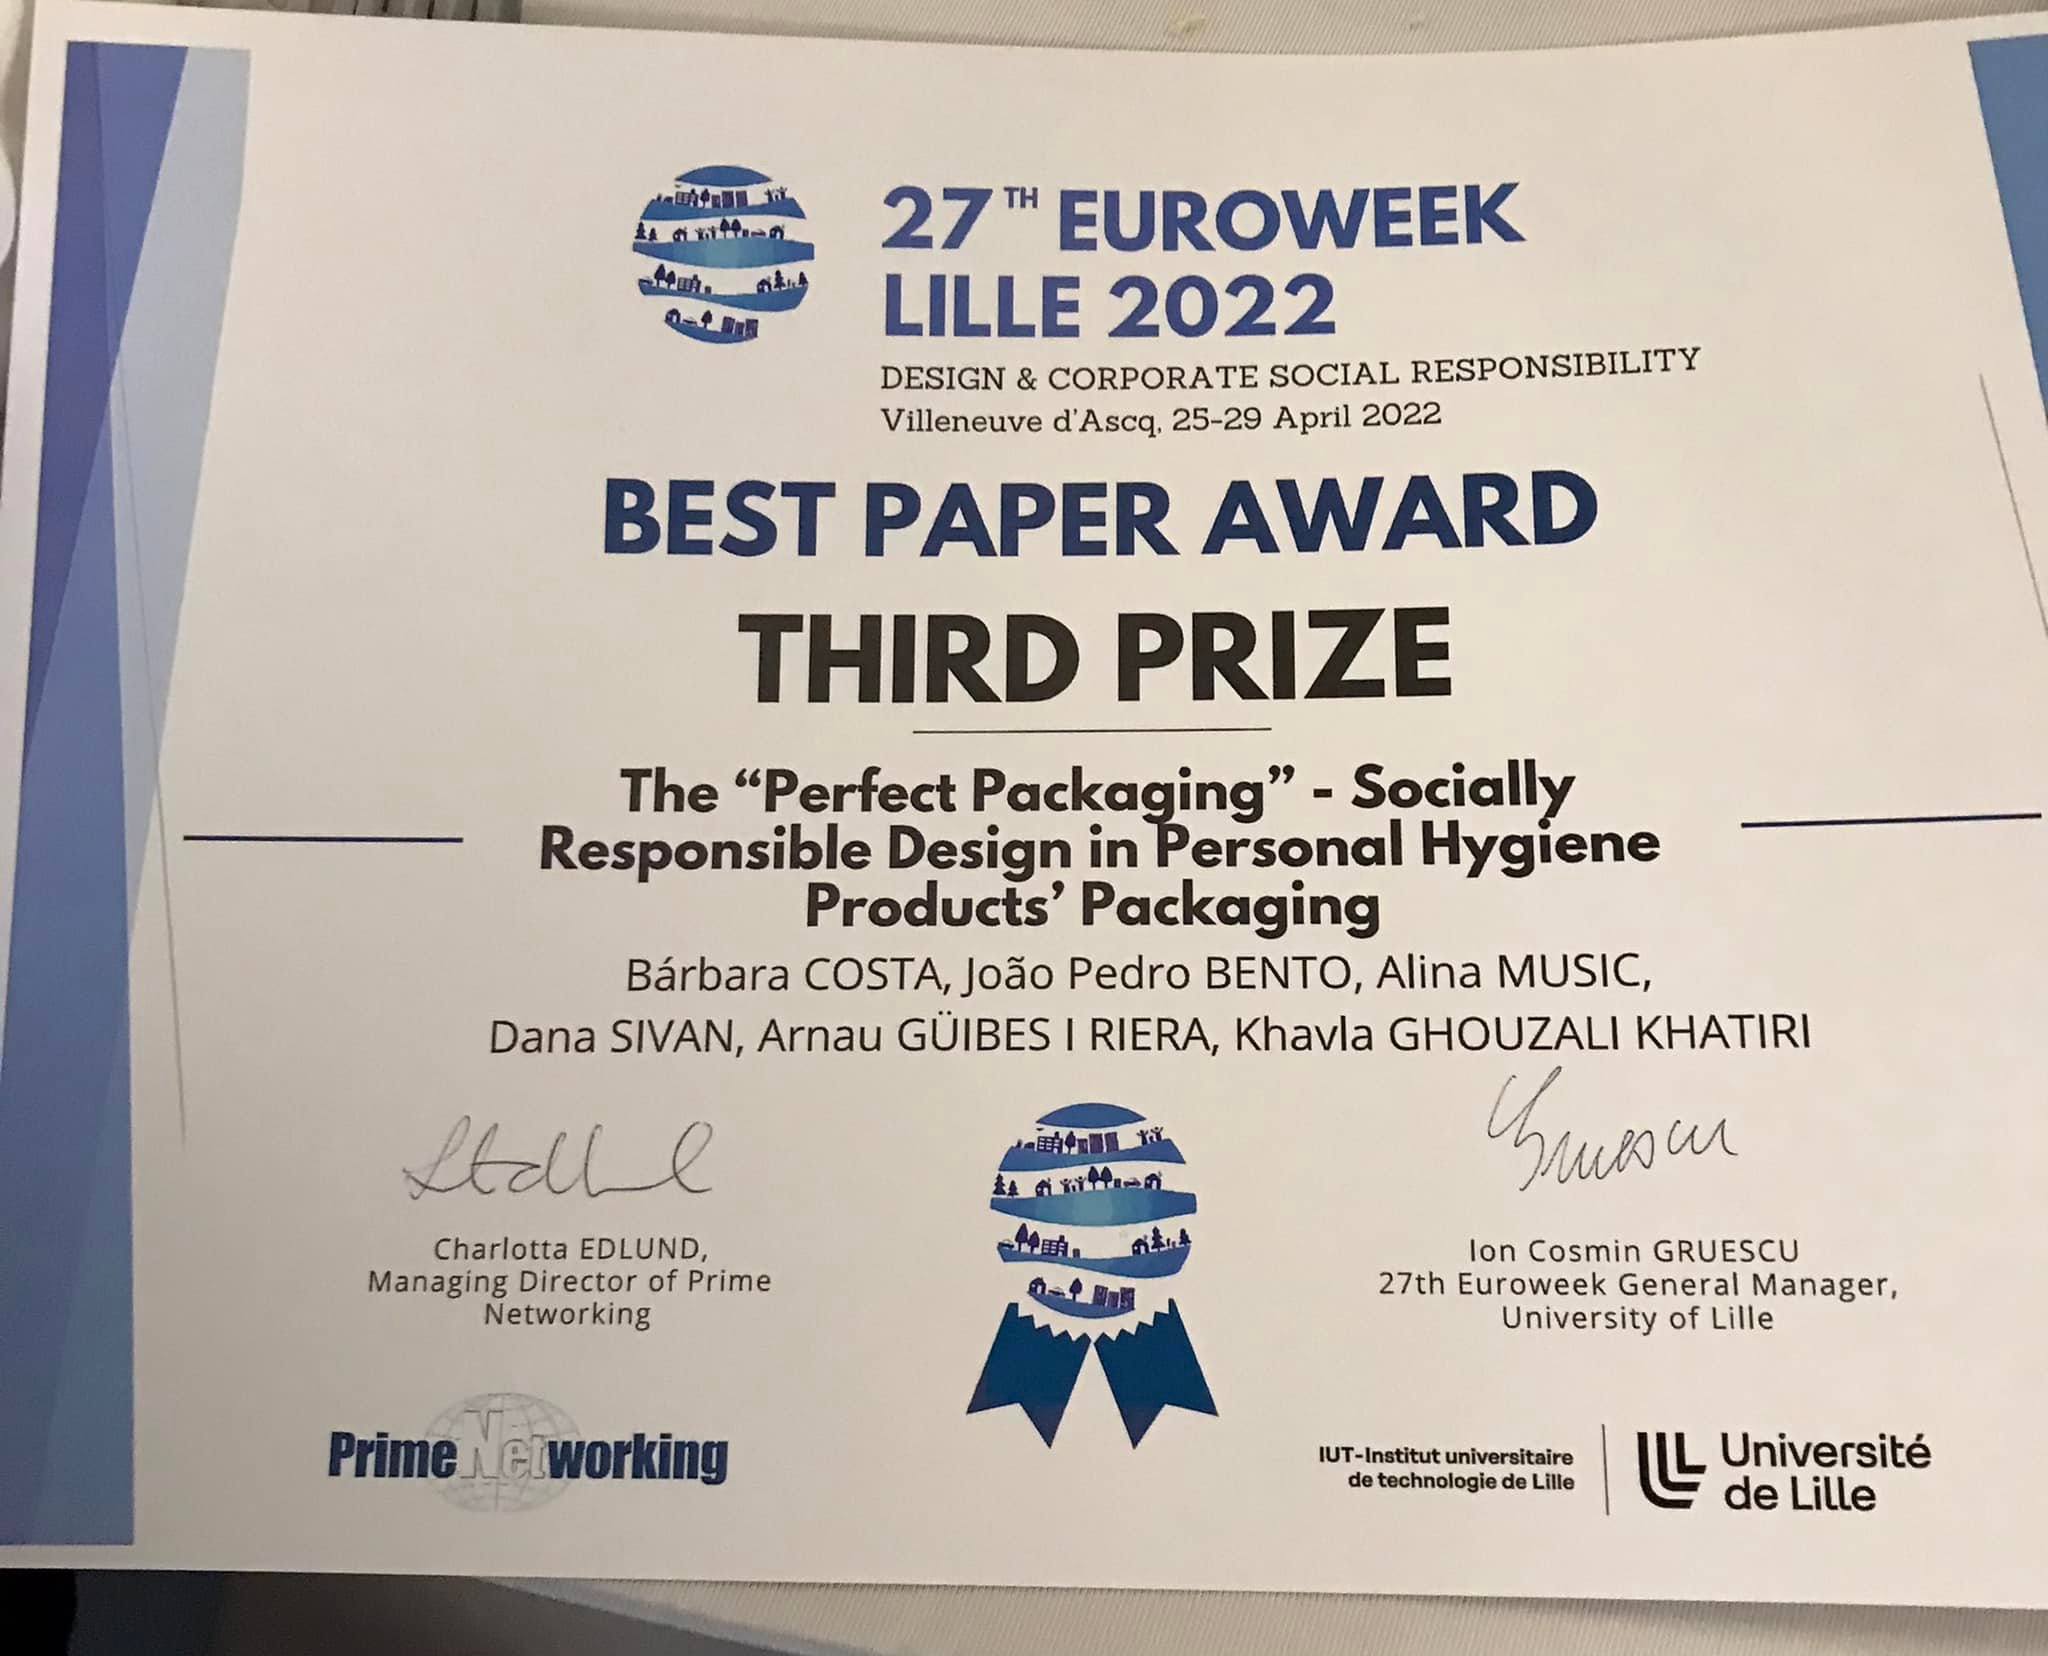 27TH EUROWEEK
LILLE 2022
DESIGN & CORPORATE SOCIAL RESPONSIBILITY
Villeneuve d'Ascq, 25-29 April 2022
BEST PAPER AWARD
THIRD PRIZE
The “Perfect Packaging” - Socially
Responsible Design in Personal Hygiene
Products’ Packaging
Bárbara COSTA, João Pedro BENTO, Alina MUSIC,
Dana SIVAN, Arnau GÜIBES I RIERA, Khavla GHOUZALI KHATIRI
Charlotta EDLUND,
Managing Director of Prime
Networking
Ion Cosmin GRUESCU
27th Euroweek General Manager,
University of Lille
PrimeNetworking
IUT-Institut universitaire
de technologie de Lille
Université
de Lille